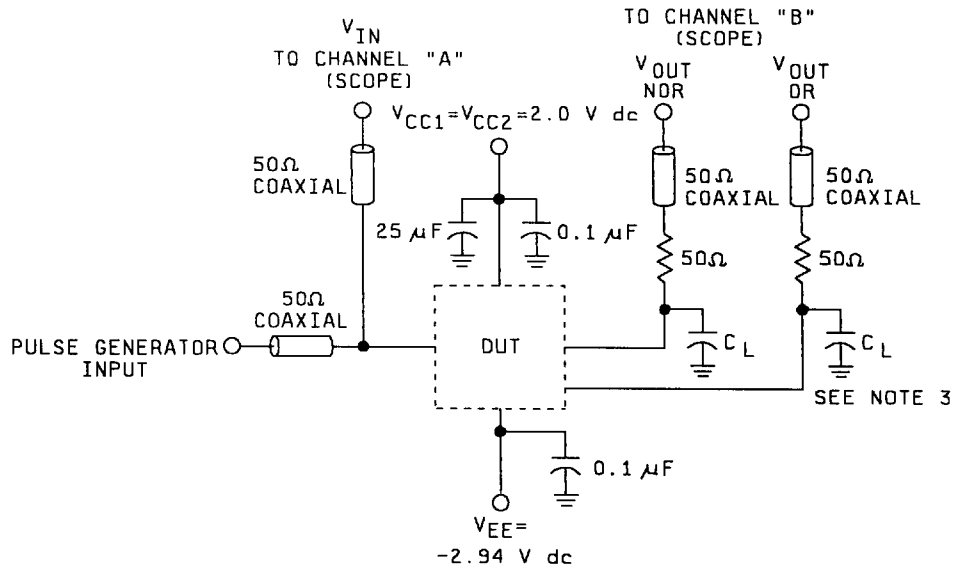 V_IN
TO CHANNEL "A"
(SCOPE)
TO CHANNEL "B"
(SCOPE)
V_OUT
NOR
V_OUT
OR
V_CC1=V_CC2=2.0 V dc
50Ω
COAXIAL
50Ω
COAXIAL
50Ω
COAXIAL
25 μF
0.1 μF
50Ω
50Ω
50Ω
COAXIAL
PULSE GENERATOR
INPUT
DUT
C_L
C_L
SEE NOTE 3
0.1 μF
V_EE=
-2.94 V dc